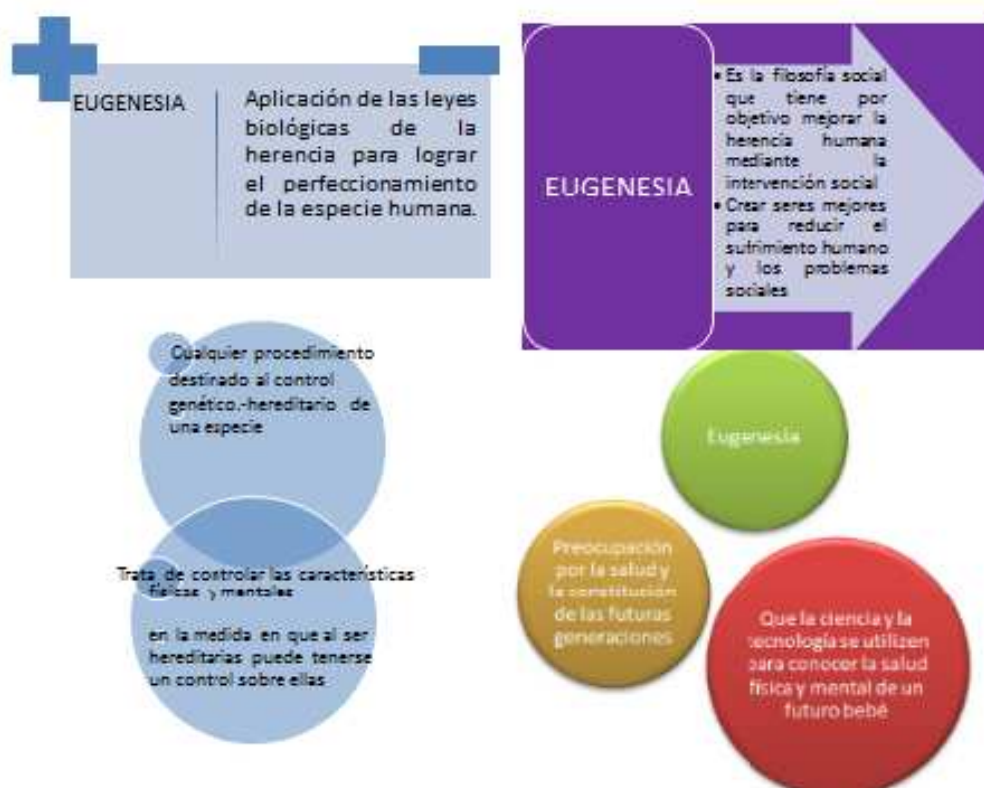 EUGENESIA
Aplicación de las leyes
biológicas de la
herencia para lograr
el perfeccionamiento
de la especie humana.
EUGENESIA
• Es la filosofía social
que tiene por
objetivo mejorar la
herencia humana
mediante la
intervención social
• Crear seres mejores
para reducir el
sufrimiento humano
y los problemas
sociales
Cualquier procedimiento
destirado al control
genético.-hereditario de
una especie
Trata de controlar las características
físicas y mentales
en la medida en que al ser
hereditarias puede tenerse
un control sobre ellas
Eugenesia
Preocupación
por la salud y
la constitución
de las futuras
generaciones
Que la ciencia y la
tecnología se utilizen
para conocer la salud
física y mental de un
futuro bebé